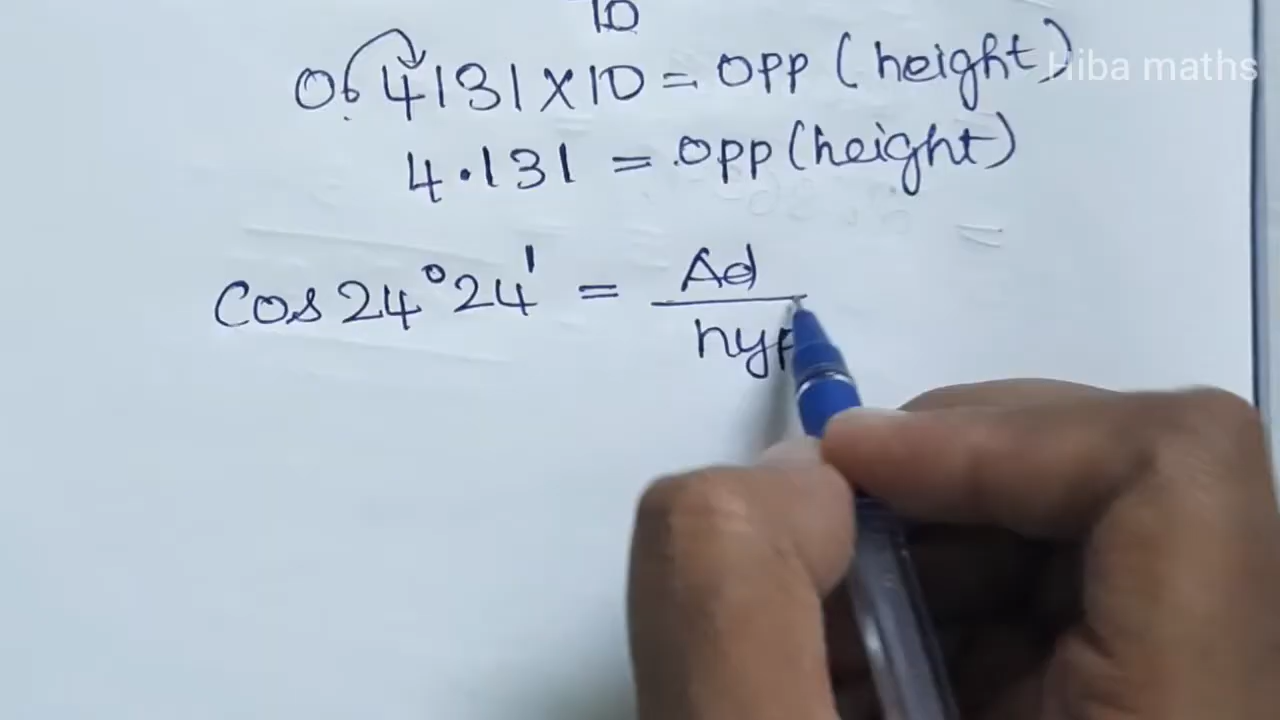 10
0.4131 × 10 = opp (height)
Hiba maths
4.131 = opp (height)
Cos 24° 24' = Ad
hyp